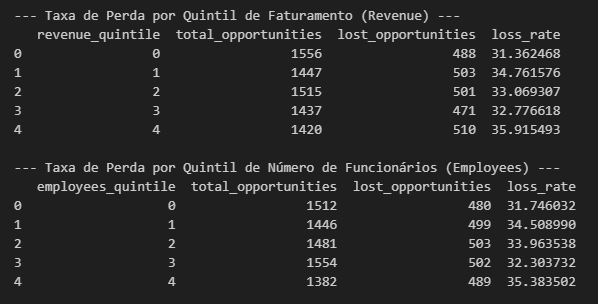 --- Taxa de Perda por Quintil de Faturamento (Revenue) ---
revenue_quintile total_opportunities lost_opportunities loss_rate
0 0 1556 488 31.362468
1 1 1447 503 34.761576
2 2 1515 501 33.069307
3 3 1437 471 32.776618
4 4 1420 510 35.915493
--- Taxa de Perda por Quintil de Número de Funcionários (Employees) ---
employees_quintile total_opportunities lost_opportunities loss_rate
0 0 1512 480 31.746032
1 1 1446 499 34.508990
2 2 1481 503 33.963538
3 3 1554 502 32.303732
4 4 1382 489 35.383502